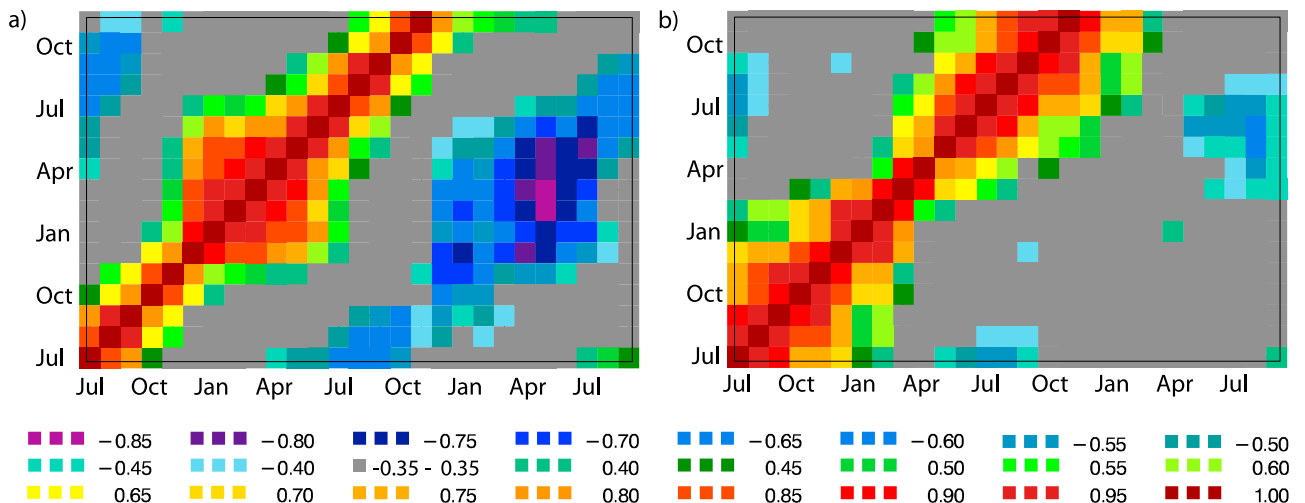 a)
Oct
Jul
Apr
Jan
Oct
Jul
Jul Oct Jan Apr Jul Oct Jan Apr Jul
b)
Oct
Jul
Apr
Jan
Oct
Jul
Jul Oct Jan Apr Jul Oct Jan Apr Jul
−0.85 −0.80 −0.75 −0.70 −0.65 −0.60 −0.55 −0.50
−0.45 −0.40 -0.35 - 0.35 0.40 0.45 0.50 0.55 0.60
0.65 0.70 0.75 0.80 0.85 0.90 0.95 1.00